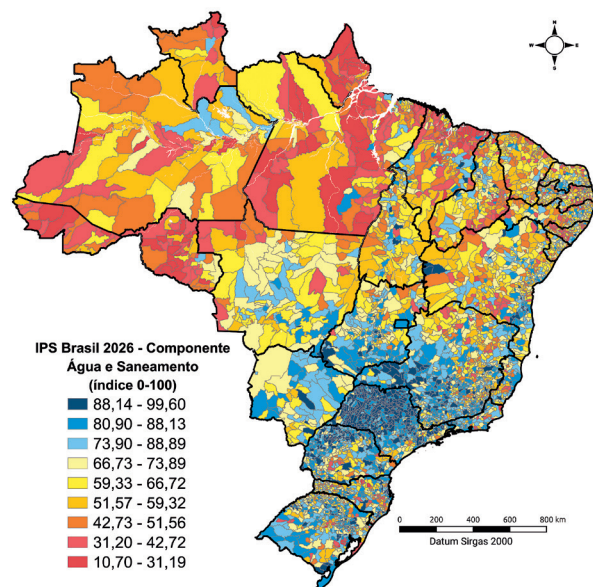 N
W E
S
IPS Brasil 2026 - Componente
Água e Saneamento
(índice 0-100)
88,14 - 99,60
80,90 - 88,13
73,90 - 88,89
66,73 - 73,89
59,33 - 66,72
51,57 - 59,32
42,73 - 51,56
31,20 - 42,72
10,70 - 31,19
0 200 400 600 800 km
Datum Sirgas 2000